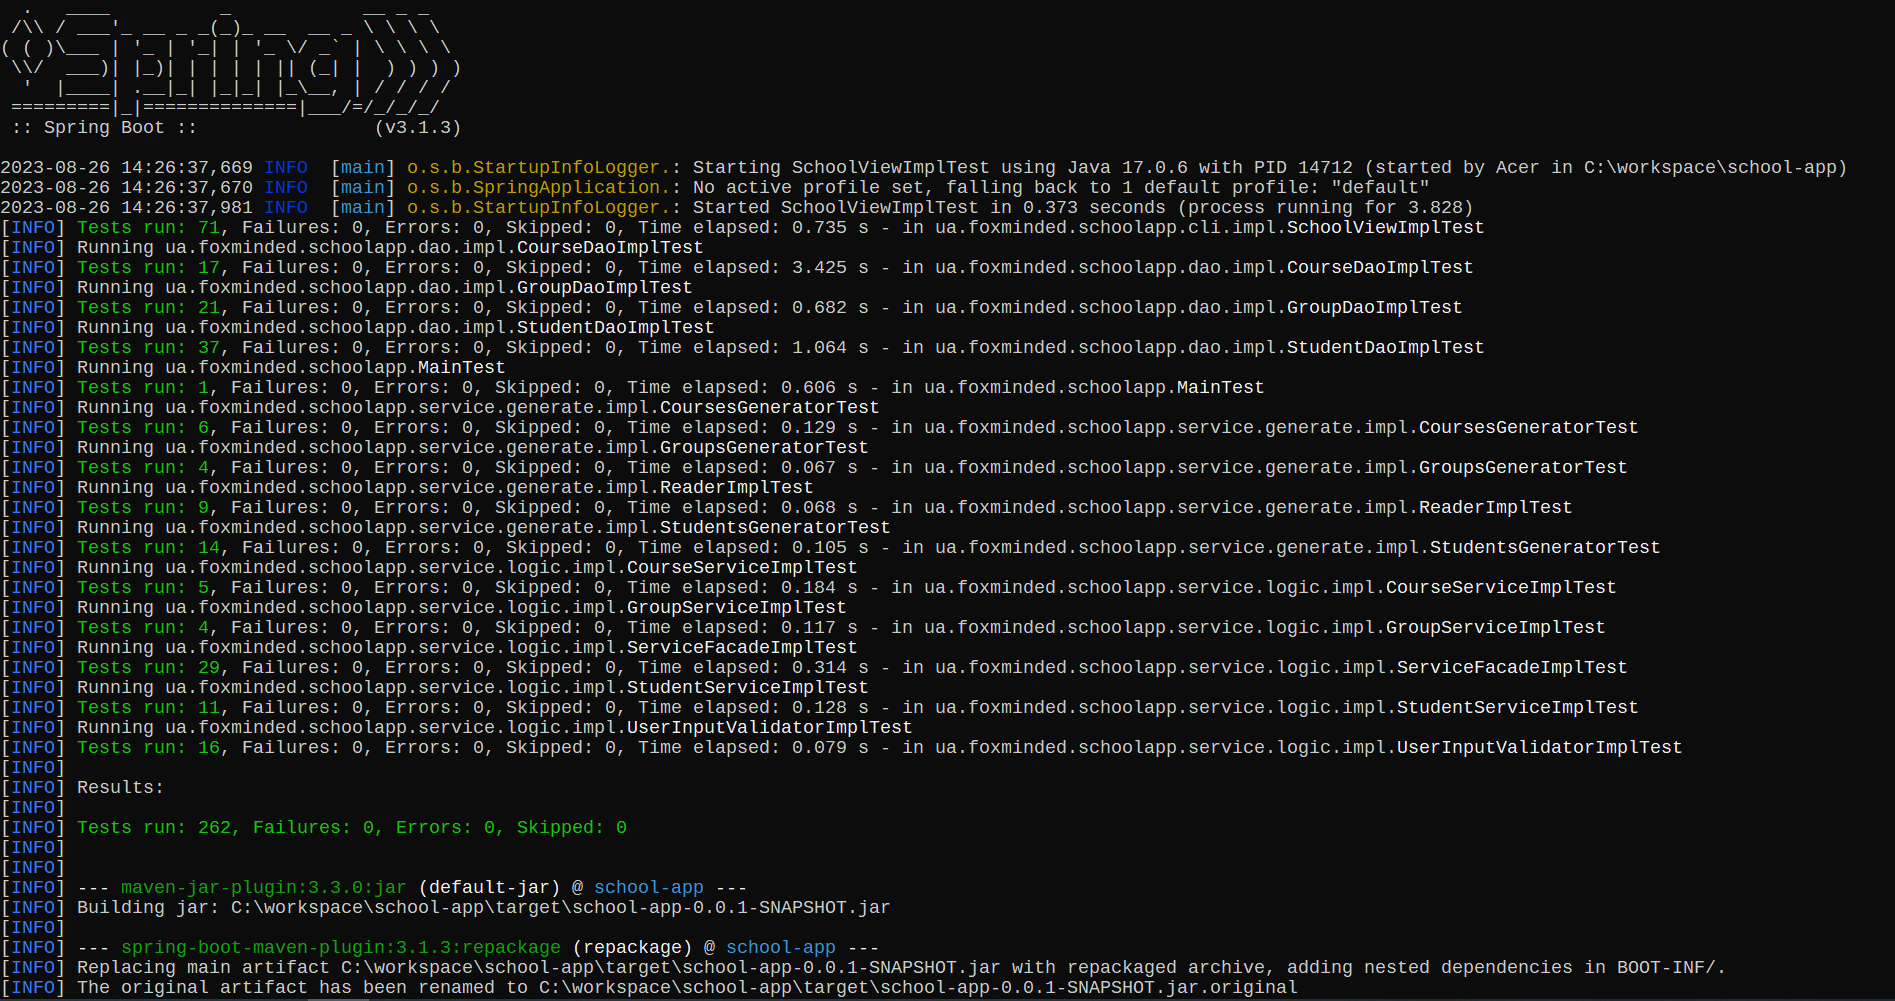 .   ____          _            __ _ _
 /\\ / ___'_ __ _ _(_)_ __  __ _ \ \ \ \
( ( )\___ | '_ | '_| | '_ \/ _` | \ \ \ \
 \\/  ___)| |_)| | | | | || (_| |  ) ) ) )
  '  |____| .__|_| |_|_| |_\__, | / / / /
 =========|_|==============|___/=/_/_/_/
 :: Spring Boot ::                (v3.1.3)
2023-08-26 14:26:37,669 INFO  [main] o.s.b.StartupInfoLogger.: Starting SchoolViewImplTest using Java 17.0.6 with PID 14712 (started by Acer in C:\workspace\school-app)
2023-08-26 14:26:37,670 INFO  [main] o.s.b.SpringApplication.: No active profile set, falling back to 1 default profile: "default"
2023-08-26 14:26:37,981 INFO  [main] o.s.b.StartupInfoLogger.: Started SchoolViewImplTest in 0.373 seconds (process running for 3.828)
[INFO] Tests run: 71, Failures: 0, Errors: 0, Skipped: 0, Time elapsed: 0.735 s - in ua.foxminded.schoolapp.cli.impl.SchoolViewImplTest
[INFO] Running ua.foxminded.schoolapp.dao.impl.CourseDaoImplTest
[INFO] Tests run: 17, Failures: 0, Errors: 0, Skipped: 0, Time elapsed: 3.425 s - in ua.foxminded.schoolapp.dao.impl.CourseDaoImplTest
[INFO] Running ua.foxminded.schoolapp.dao.impl.GroupDaoImplTest
[INFO] Tests run: 21, Failures: 0, Errors: 0, Skipped: 0, Time elapsed: 0.682 s - in ua.foxminded.schoolapp.dao.impl.GroupDaoImplTest
[INFO] Running ua.foxminded.schoolapp.dao.impl.StudentDaoImplTest
[INFO] Tests run: 37, Failures: 0, Errors: 0, Skipped: 0, Time elapsed: 1.064 s - in ua.foxminded.schoolapp.dao.impl.StudentDaoImplTest
[INFO] Running ua.foxminded.schoolapp.MainTest
[INFO] Tests run: 1, Failures: 0, Errors: 0, Skipped: 0, Time elapsed: 0.606 s - in ua.foxminded.schoolapp.MainTest
[INFO] Running ua.foxminded.schoolapp.service.generate.impl.CoursesGeneratorTest
[INFO] Tests run: 6, Failures: 0, Errors: 0, Skipped: 0, Time elapsed: 0.129 s - in ua.foxminded.schoolapp.service.generate.impl.CoursesGeneratorTest
[INFO] Running ua.foxminded.schoolapp.service.generate.impl.GroupsGeneratorTest
[INFO] Tests run: 4, Failures: 0, Errors: 0, Skipped: 0, Time elapsed: 0.067 s - in ua.foxminded.schoolapp.service.generate.impl.GroupsGeneratorTest
[INFO] Running ua.foxminded.schoolapp.service.generate.impl.ReaderImplTest
[INFO] Tests run: 9, Failures: 0, Errors: 0, Skipped: 0, Time elapsed: 0.068 s - in ua.foxminded.schoolapp.service.generate.impl.ReaderImplTest
[INFO] Running ua.foxminded.schoolapp.service.generate.impl.StudentsGeneratorTest
[INFO] Tests run: 14, Failures: 0, Errors: 0, Skipped: 0, Time elapsed: 0.105 s - in ua.foxminded.schoolapp.service.generate.impl.StudentsGeneratorTest
[INFO] Running ua.foxminded.schoolapp.service.logic.impl.CourseServiceImplTest
[INFO] Tests run: 5, Failures: 0, Errors: 0, Skipped: 0, Time elapsed: 0.184 s - in ua.foxminded.schoolapp.service.logic.impl.CourseServiceImplTest
[INFO] Running ua.foxminded.schoolapp.service.logic.impl.GroupServiceImplTest
[INFO] Tests run: 4, Failures: 0, Errors: 0, Skipped: 0, Time elapsed: 0.117 s - in ua.foxminded.schoolapp.service.logic.impl.GroupServiceImplTest
[INFO] Running ua.foxminded.schoolapp.service.logic.impl.ServiceFacadeImplTest
[INFO] Tests run: 29, Failures: 0, Errors: 0, Skipped: 0, Time elapsed: 0.314 s - in ua.foxminded.schoolapp.service.logic.impl.ServiceFacadeImplTest
[INFO] Running ua.foxminded.schoolapp.service.logic.impl.StudentServiceImplTest
[INFO] Tests run: 11, Failures: 0, Errors: 0, Skipped: 0, Time elapsed: 0.128 s - in ua.foxminded.schoolapp.service.logic.impl.StudentServiceImplTest
[INFO] Running ua.foxminded.schoolapp.service.logic.impl.UserInputValidatorImplTest
[INFO] Tests run: 16, Failures: 0, Errors: 0, Skipped: 0, Time elapsed: 0.079 s - in ua.foxminded.schoolapp.service.logic.impl.UserInputValidatorImplTest
[INFO]
[INFO] Results:
[INFO]
[INFO] Tests run: 262, Failures: 0, Errors: 0, Skipped: 0
[INFO]
[INFO]
[INFO] --- maven-jar-plugin:3.3.0:jar (default-jar) @ school-app ---
[INFO] Building jar: C:\workspace\school-app\target\school-app-0.0.1-SNAPSHOT.jar
[INFO]
[INFO] --- spring-boot-maven-plugin:3.1.3:repackage (repackage) @ school-app ---
[INFO] Replacing main artifact C:\workspace\school-app\target\school-app-0.0.1-SNAPSHOT.jar with repackaged archive, adding nested dependencies in BOOT-INF/.
[INFO] The original artifact has been renamed to C:\workspace\school-app\target\school-app-0.0.1-SNAPSHOT.jar.original